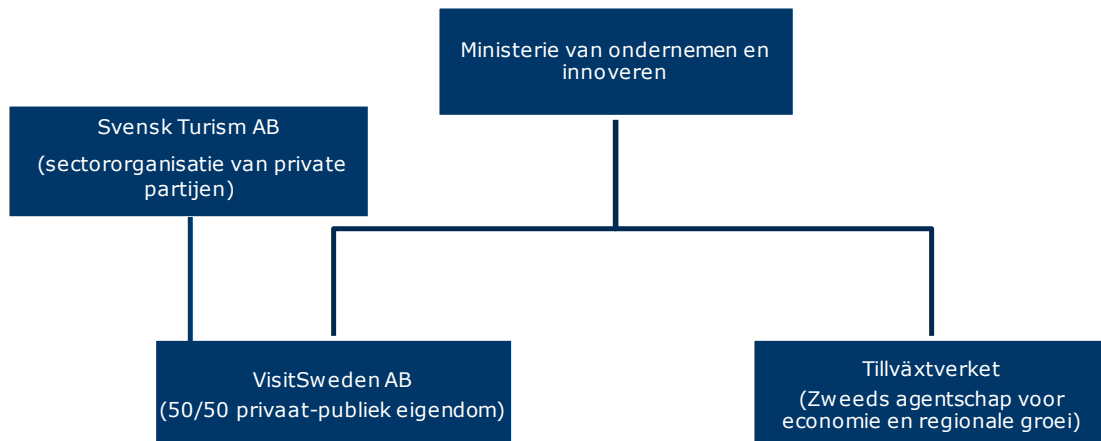 Ministerie van ondernemen en
innoveren
Svensk Turism AB
(sectororganisatie van private
partijen)
VisitSweden AB
(50/50 privaat-publiek eigendom)
Tillväxtverket
(Zweeds agentschap voor
economie en regionale groei)